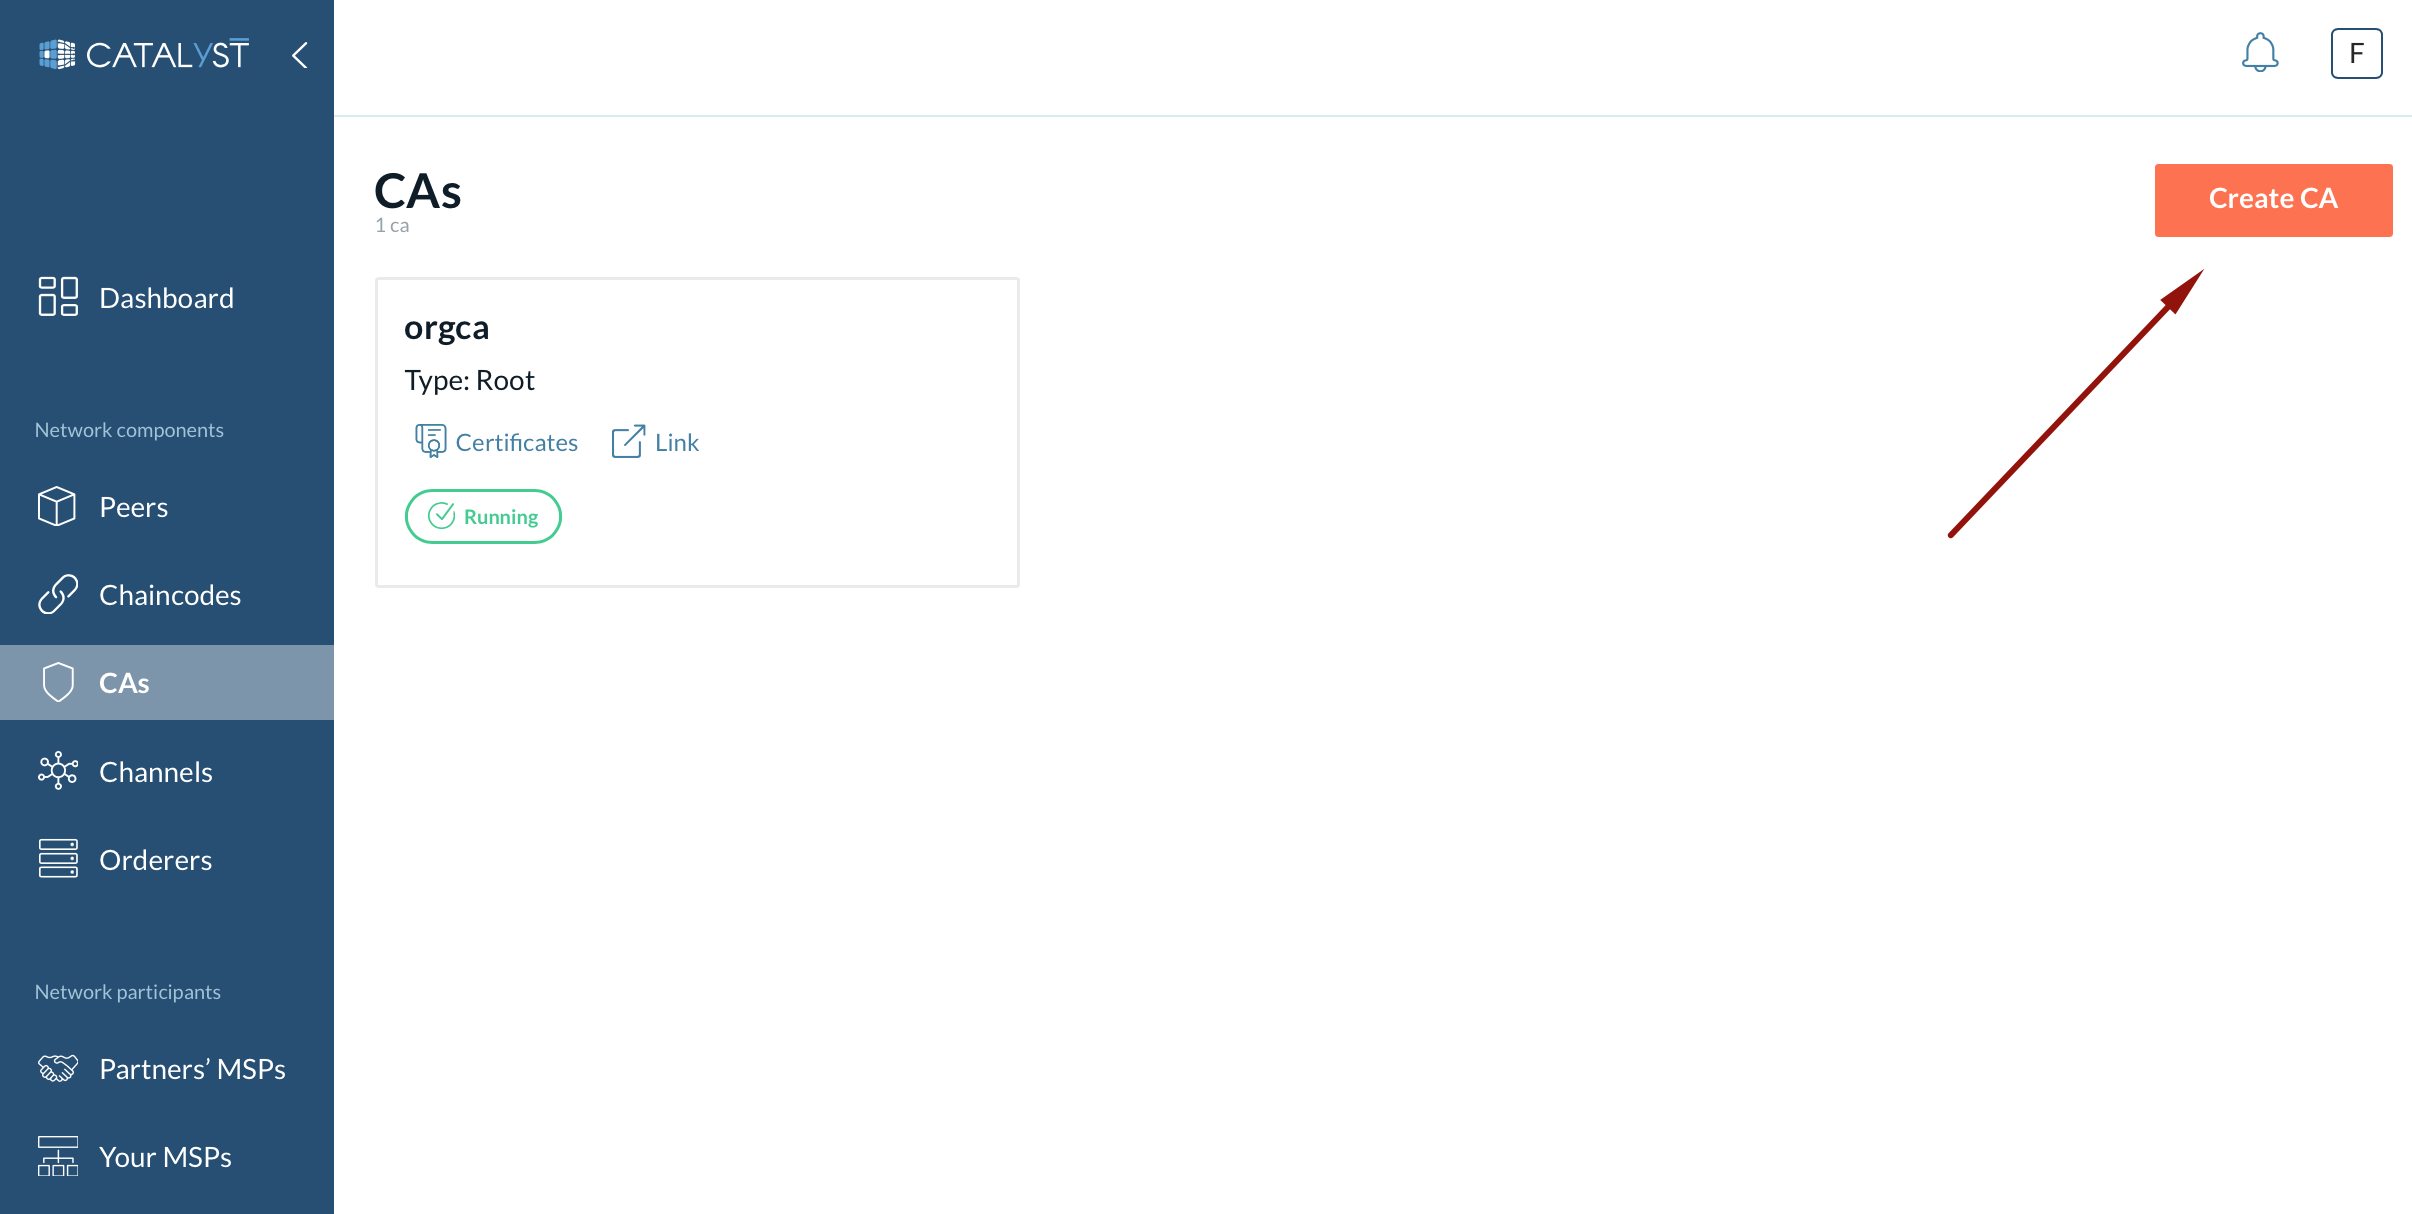 CATALYST
F
Dashboard
Network components
Peers
Chaincodes
CAs
Channels
Orderers
Network participants
Partners’ MSPs
Your MSPs
CAs
1 ca
Create CA
orgca
Type: Root
Certificates Link
Running